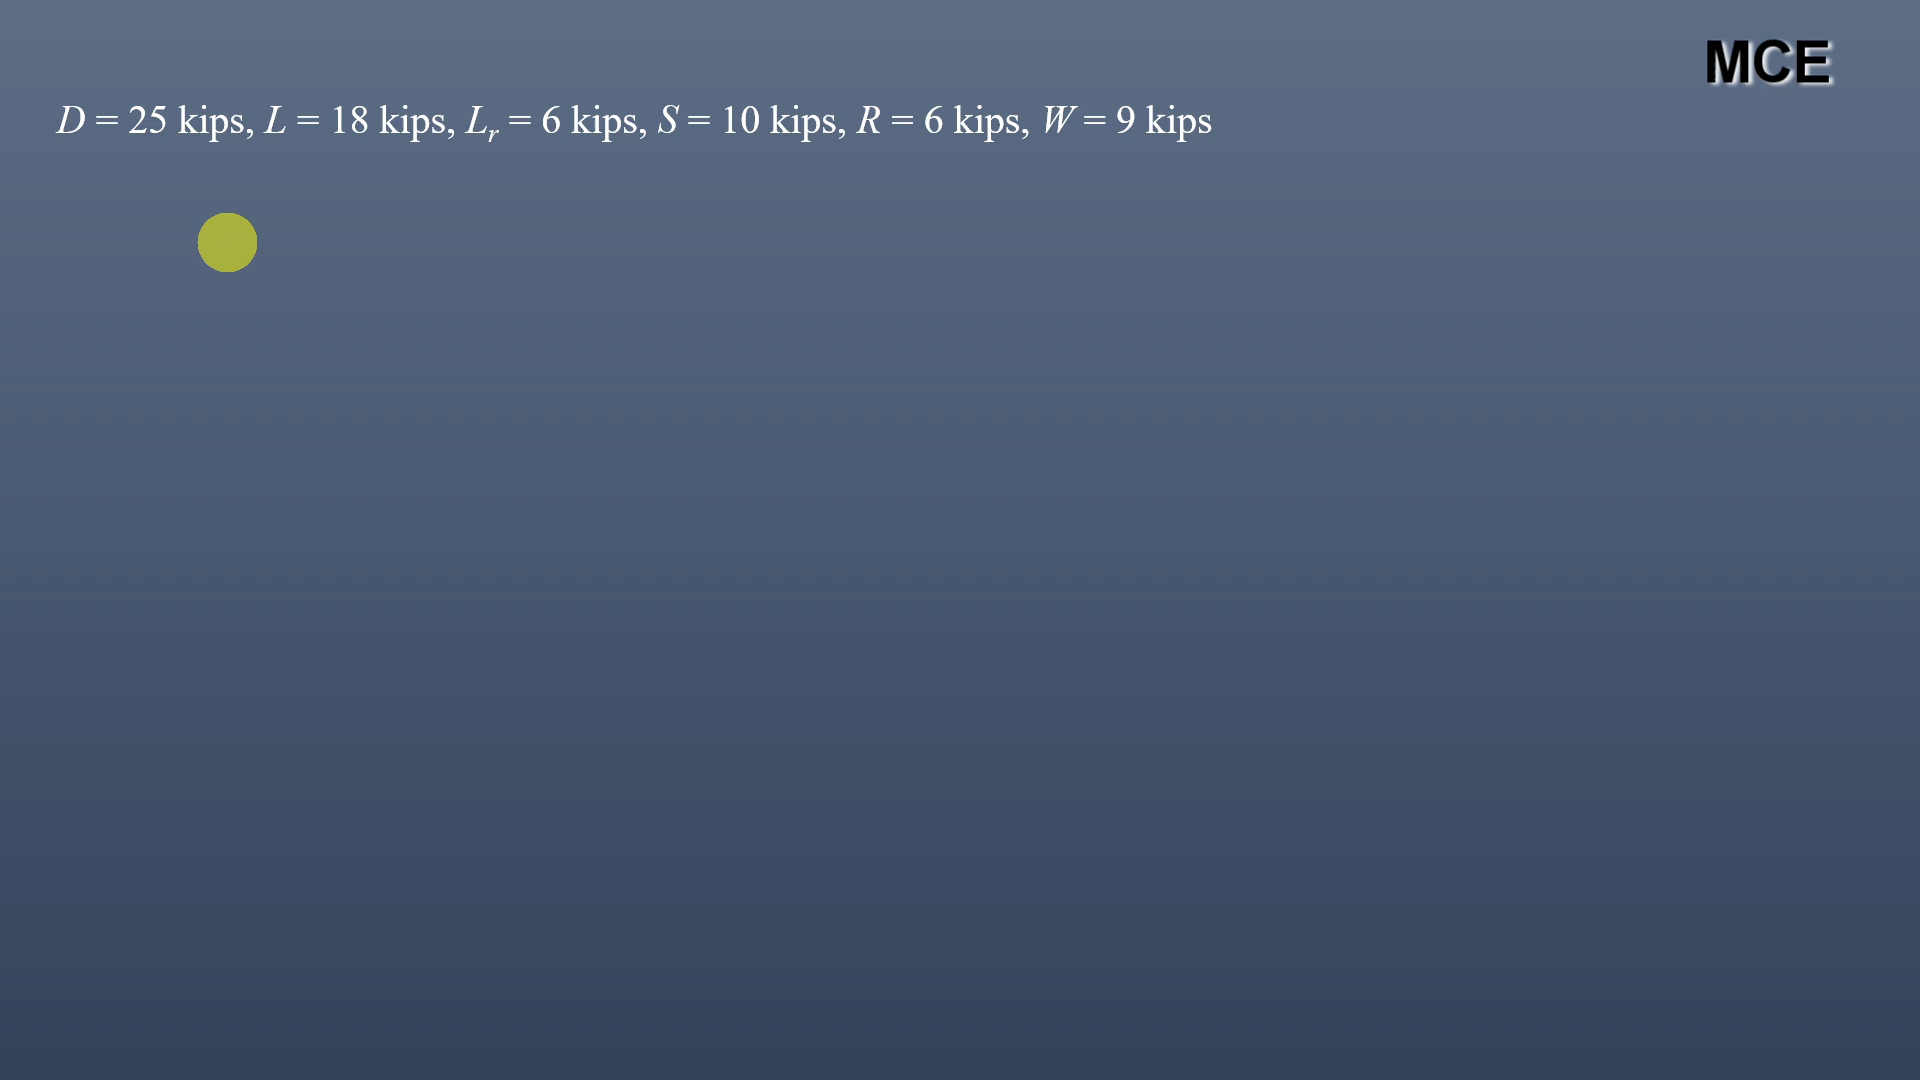 MCE
D = 25 kips, L = 18 kips, Lr = 6 kips, S = 10 kips, R = 6 kips, W = 9 kips